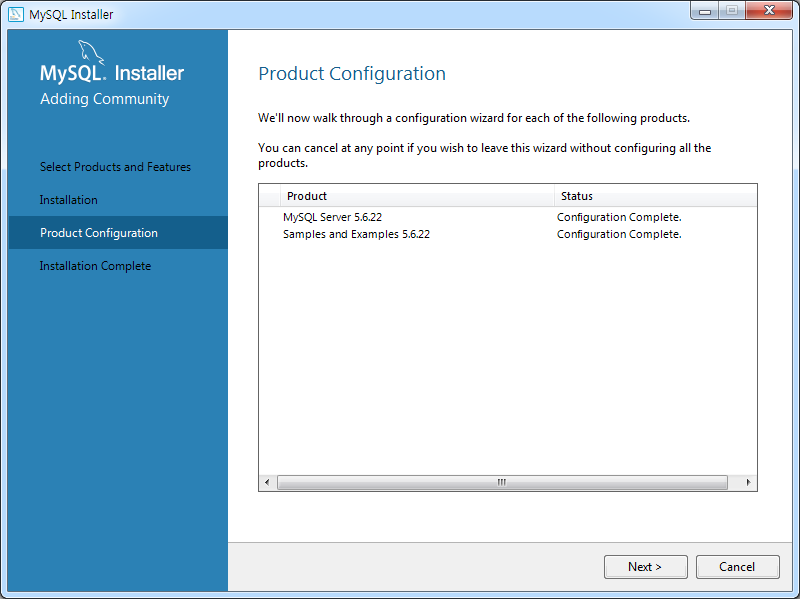 MySQL Installer
MySQL. Installer
Adding Community
Select Products and Features
Installation
Product Configuration
Installation Complete
Product Configuration
We'll now walk through a configuration wizard for each of the following products.
You can cancel at any point if you wish to leave this wizard without configuring all the
products.
Product Status
MySQL Server 5.6.22 Configuration Complete.
Samples and Examples 5.6.22 Configuration Complete.
Next > Cancel